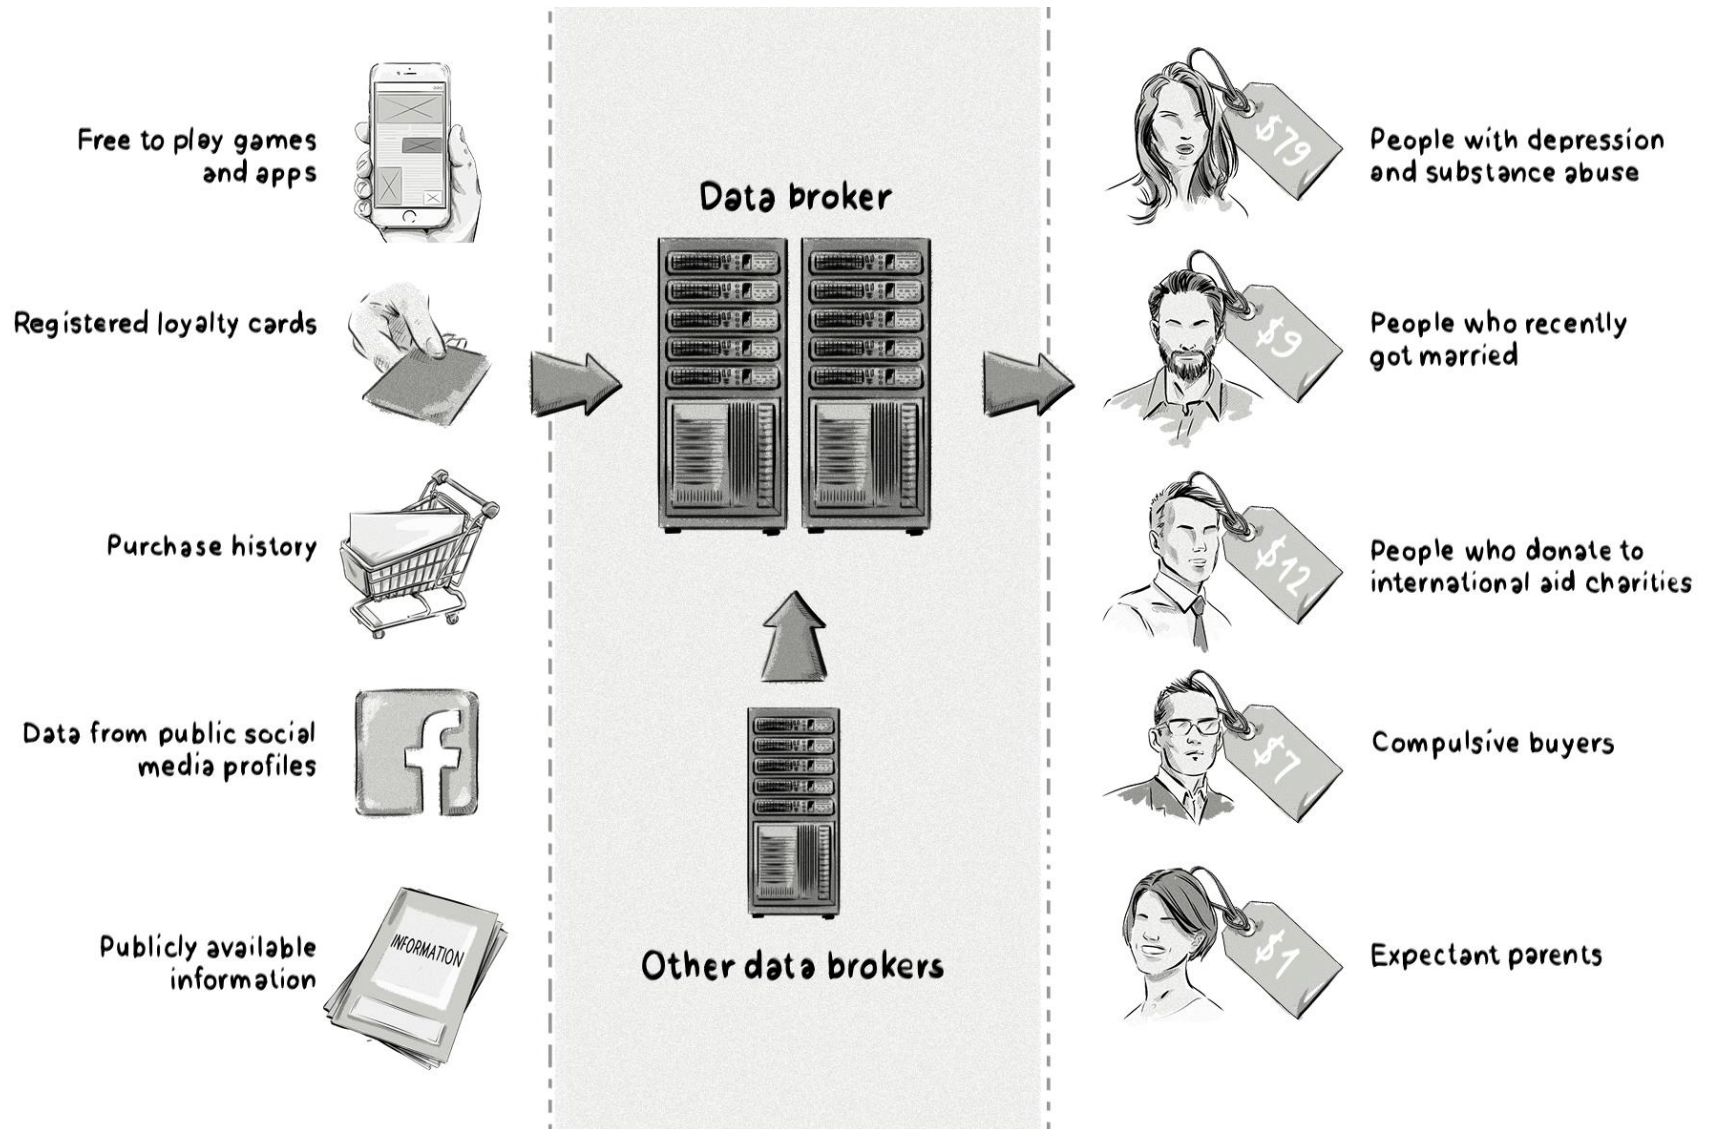 Free to play games
and apps
Registered loyalty cards
Purchase history
Data from public social
media profiles
f
Publicly available
information
INFORMATION
Data broker
Other data brokers
$79
People with depression
and substance abuse
$9
People who recently
got married
$12
People who donate to
international aid charities
$7
Compulsive buyers
$1
Expectant parents